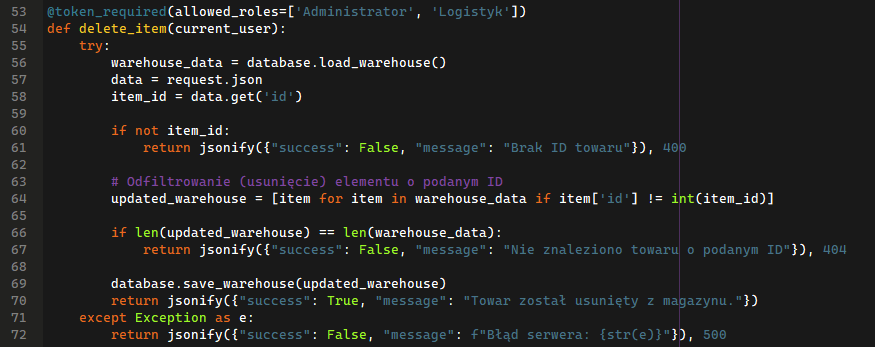 53 @token_required(allowed_roles=['Administrator', 'Logistyk'])
54 def delete_item(current_user):
55     try:
56         warehouse_data = database.load_warehouse()
57         data = request.json
58         item_id = data.get('id')
59
60         if not item_id:
61             return jsonify({"success": False, "message": "Brak ID towaru"}), 400
62
63         # Odfiltrowanie (usunięcie) elementu o podanym ID
64         updated_warehouse = [item for item in warehouse_data if item['id'] != int(item_id)]
65
66         if len(updated_warehouse) == len(warehouse_data):
67             return jsonify({"success": False, "message": "Nie znaleziono towaru o podanym ID"}), 404
68
69         database.save_warehouse(updated_warehouse)
70         return jsonify({"success": True, "message": "Towar został usunięty z magazynu."})
71     except Exception as e:
72         return jsonify({"success": False, "message": f"Błąd serwera: {str(e)}"}), 500